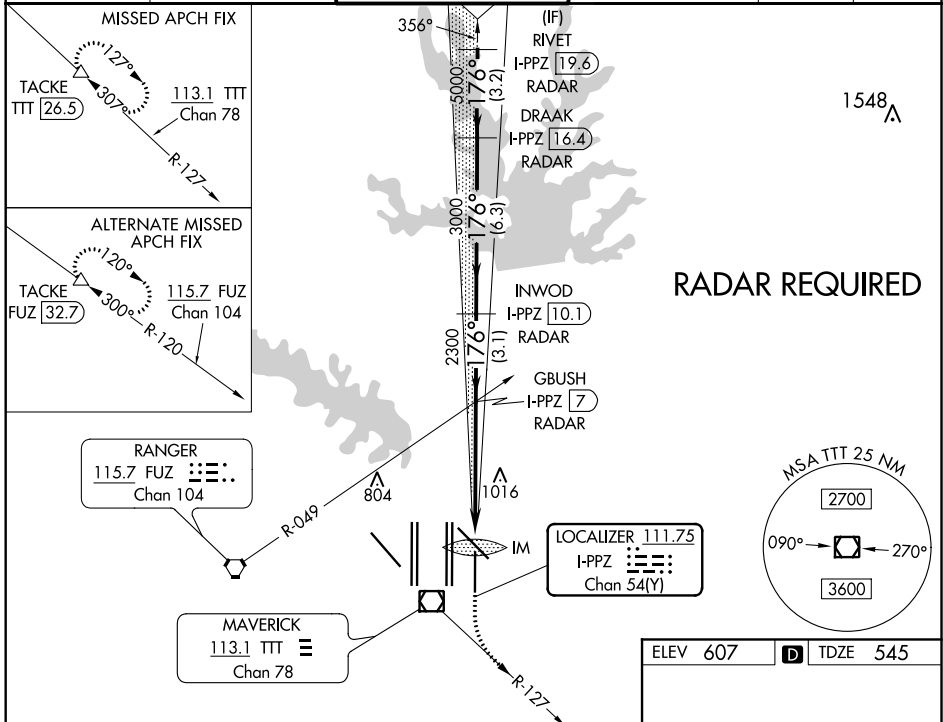 MISSED APCH FIX
TACKE
TTT 26.5
127°
307°
113.1 TTT
Chan 78
R-127
ALTERNATE MISSED
APCH FIX
TACKE
FUZ 32.7
120°
300°
115.7 FUZ
Chan 104
R-120
356°
(IF)
RIVET
I-PPZ 19.6
RADAR
5000
176°
(3.2)
DRAAK
I-PPZ 16.4
RADAR
3000
176°
(6.3)
INWOD
I-PPZ 10.1
RADAR
2300
176°
(3.1)
GBUSH
I-PPZ 7
RADAR
1548
RADAR REQUIRED
RANGER
115.7 FUZ
Chan 104
R-049
804
1016
IM
LOCALIZER 111.75
I-PPZ
Chan 54(Y)
MAVERICK
113.1 TTT
Chan 78
R-127
MSA TTT 25 NM
2700
090°
270°
3600
ELEV 607 D TDZE 545